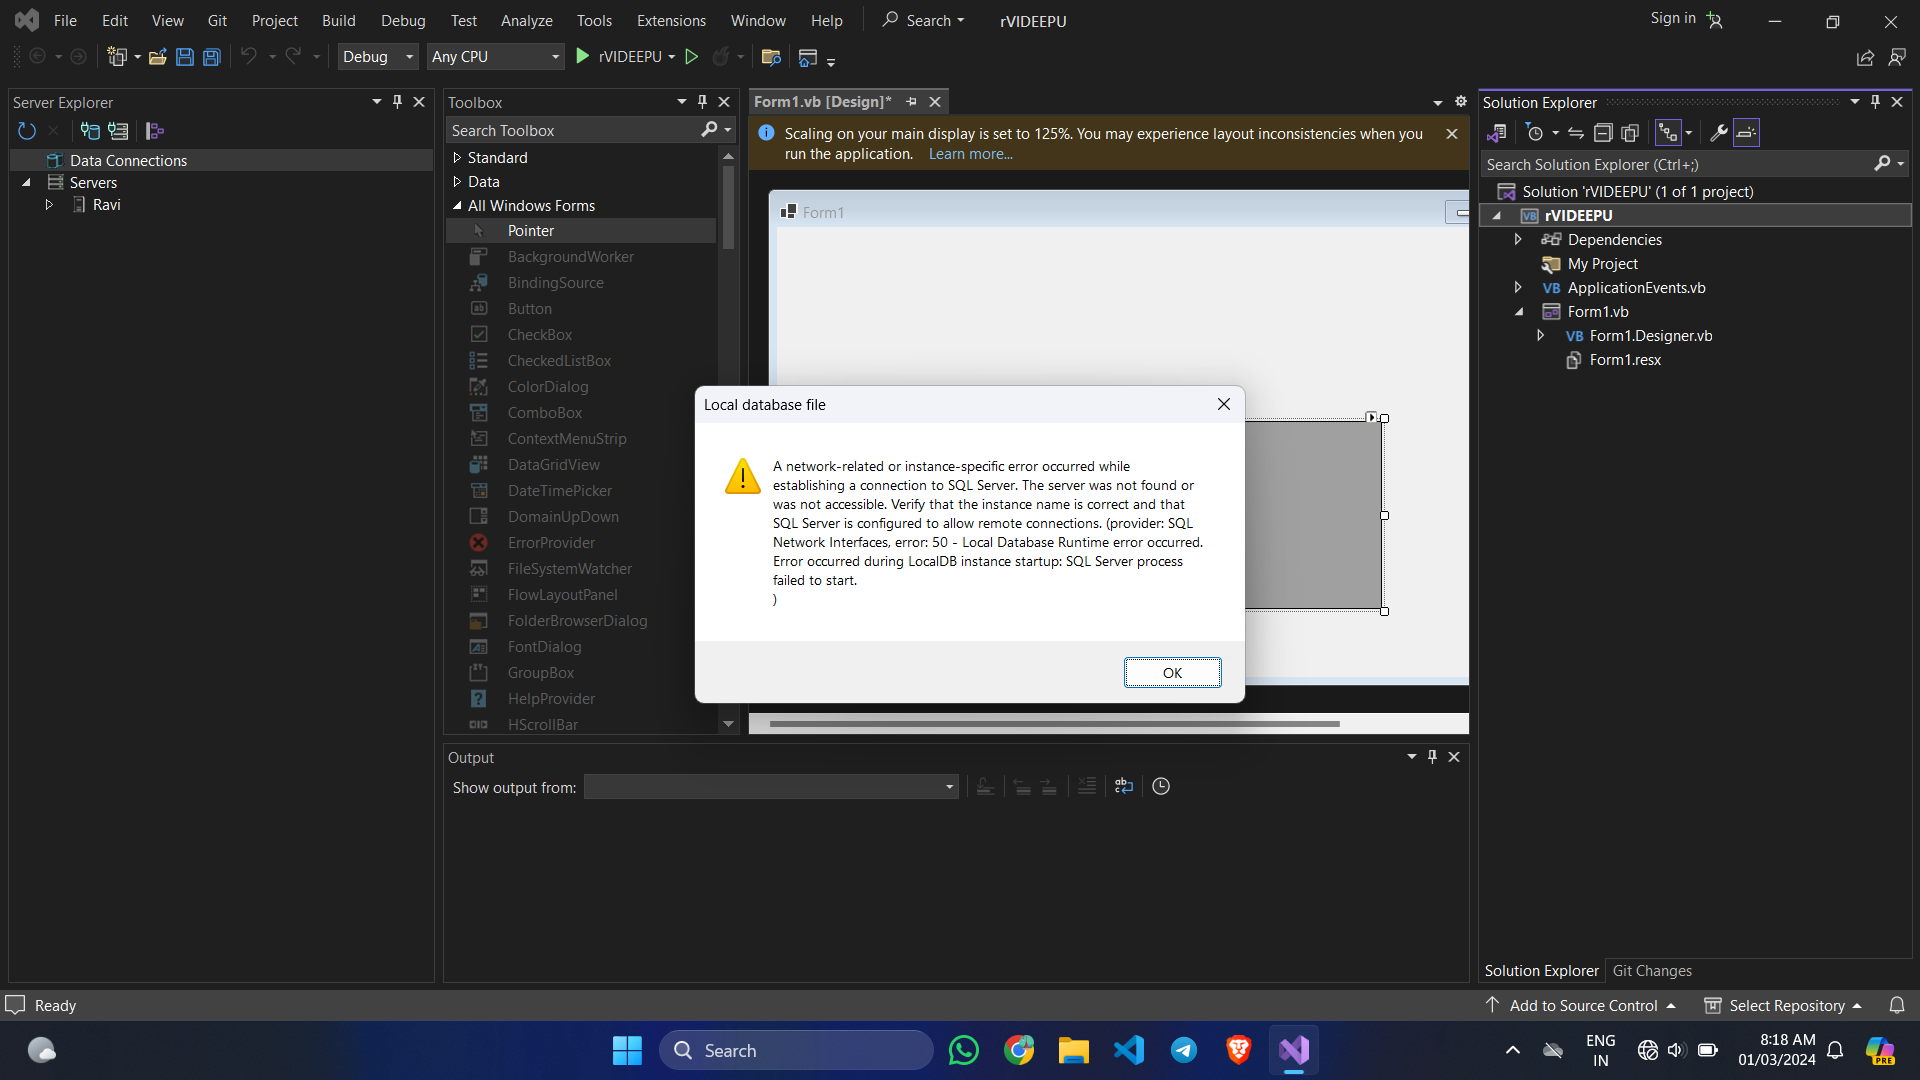 File Edit View Git Project Build Debug Test Analyze Tools Extensions Window Help Search rVIDEEPU Sign in
Debug Any CPU rVIDEEPU
Server Explorer
Data Connections
Servers
Ravi
Toolbox
Search Toolbox
Standard
Data
All Windows Forms
Pointer
BackgroundWorker
BindingSource
Button
CheckBox
CheckedListBox
ColorDialog
ComboBox
ContextMenuStrip
DataGridView
DateTimePicker
DomainUpDown
ErrorProvider
FileSystemWatcher
FlowLayoutPanel
FolderBrowserDialog
FontDialog
GroupBox
HelpProvider
HScrollBar
Form1.vb [Design]*
Scaling on your main display is set to 125%. You may experience layout inconsistencies when you
run the application. Learn more...
Form1
Local database file
A network-related or instance-specific error occurred while
establishing a connection to SQL Server. The server was not found or
was not accessible. Verify that the instance name is correct and that
SQL Server is configured to allow remote connections. (provider: SQL
Network Interfaces, error: 50 - Local Database Runtime error occurred.
Error occurred during LocalDB instance startup: SQL Server process
failed to start.
)
OK
Output
Show output from:
Solution Explorer
Search Solution Explorer (Ctrl+;)
Solution 'rVIDEEPU' (1 of 1 project)
VB rVIDEEPU
Dependencies
My Project
VB ApplicationEvents.vb
Form1.vb
VB Form1.Designer.vb
Form1.resx
Solution Explorer Git Changes
Ready Add to Source Control Select Repository
Search
ENG
IN
8:18 AM
01/03/2024
PRE